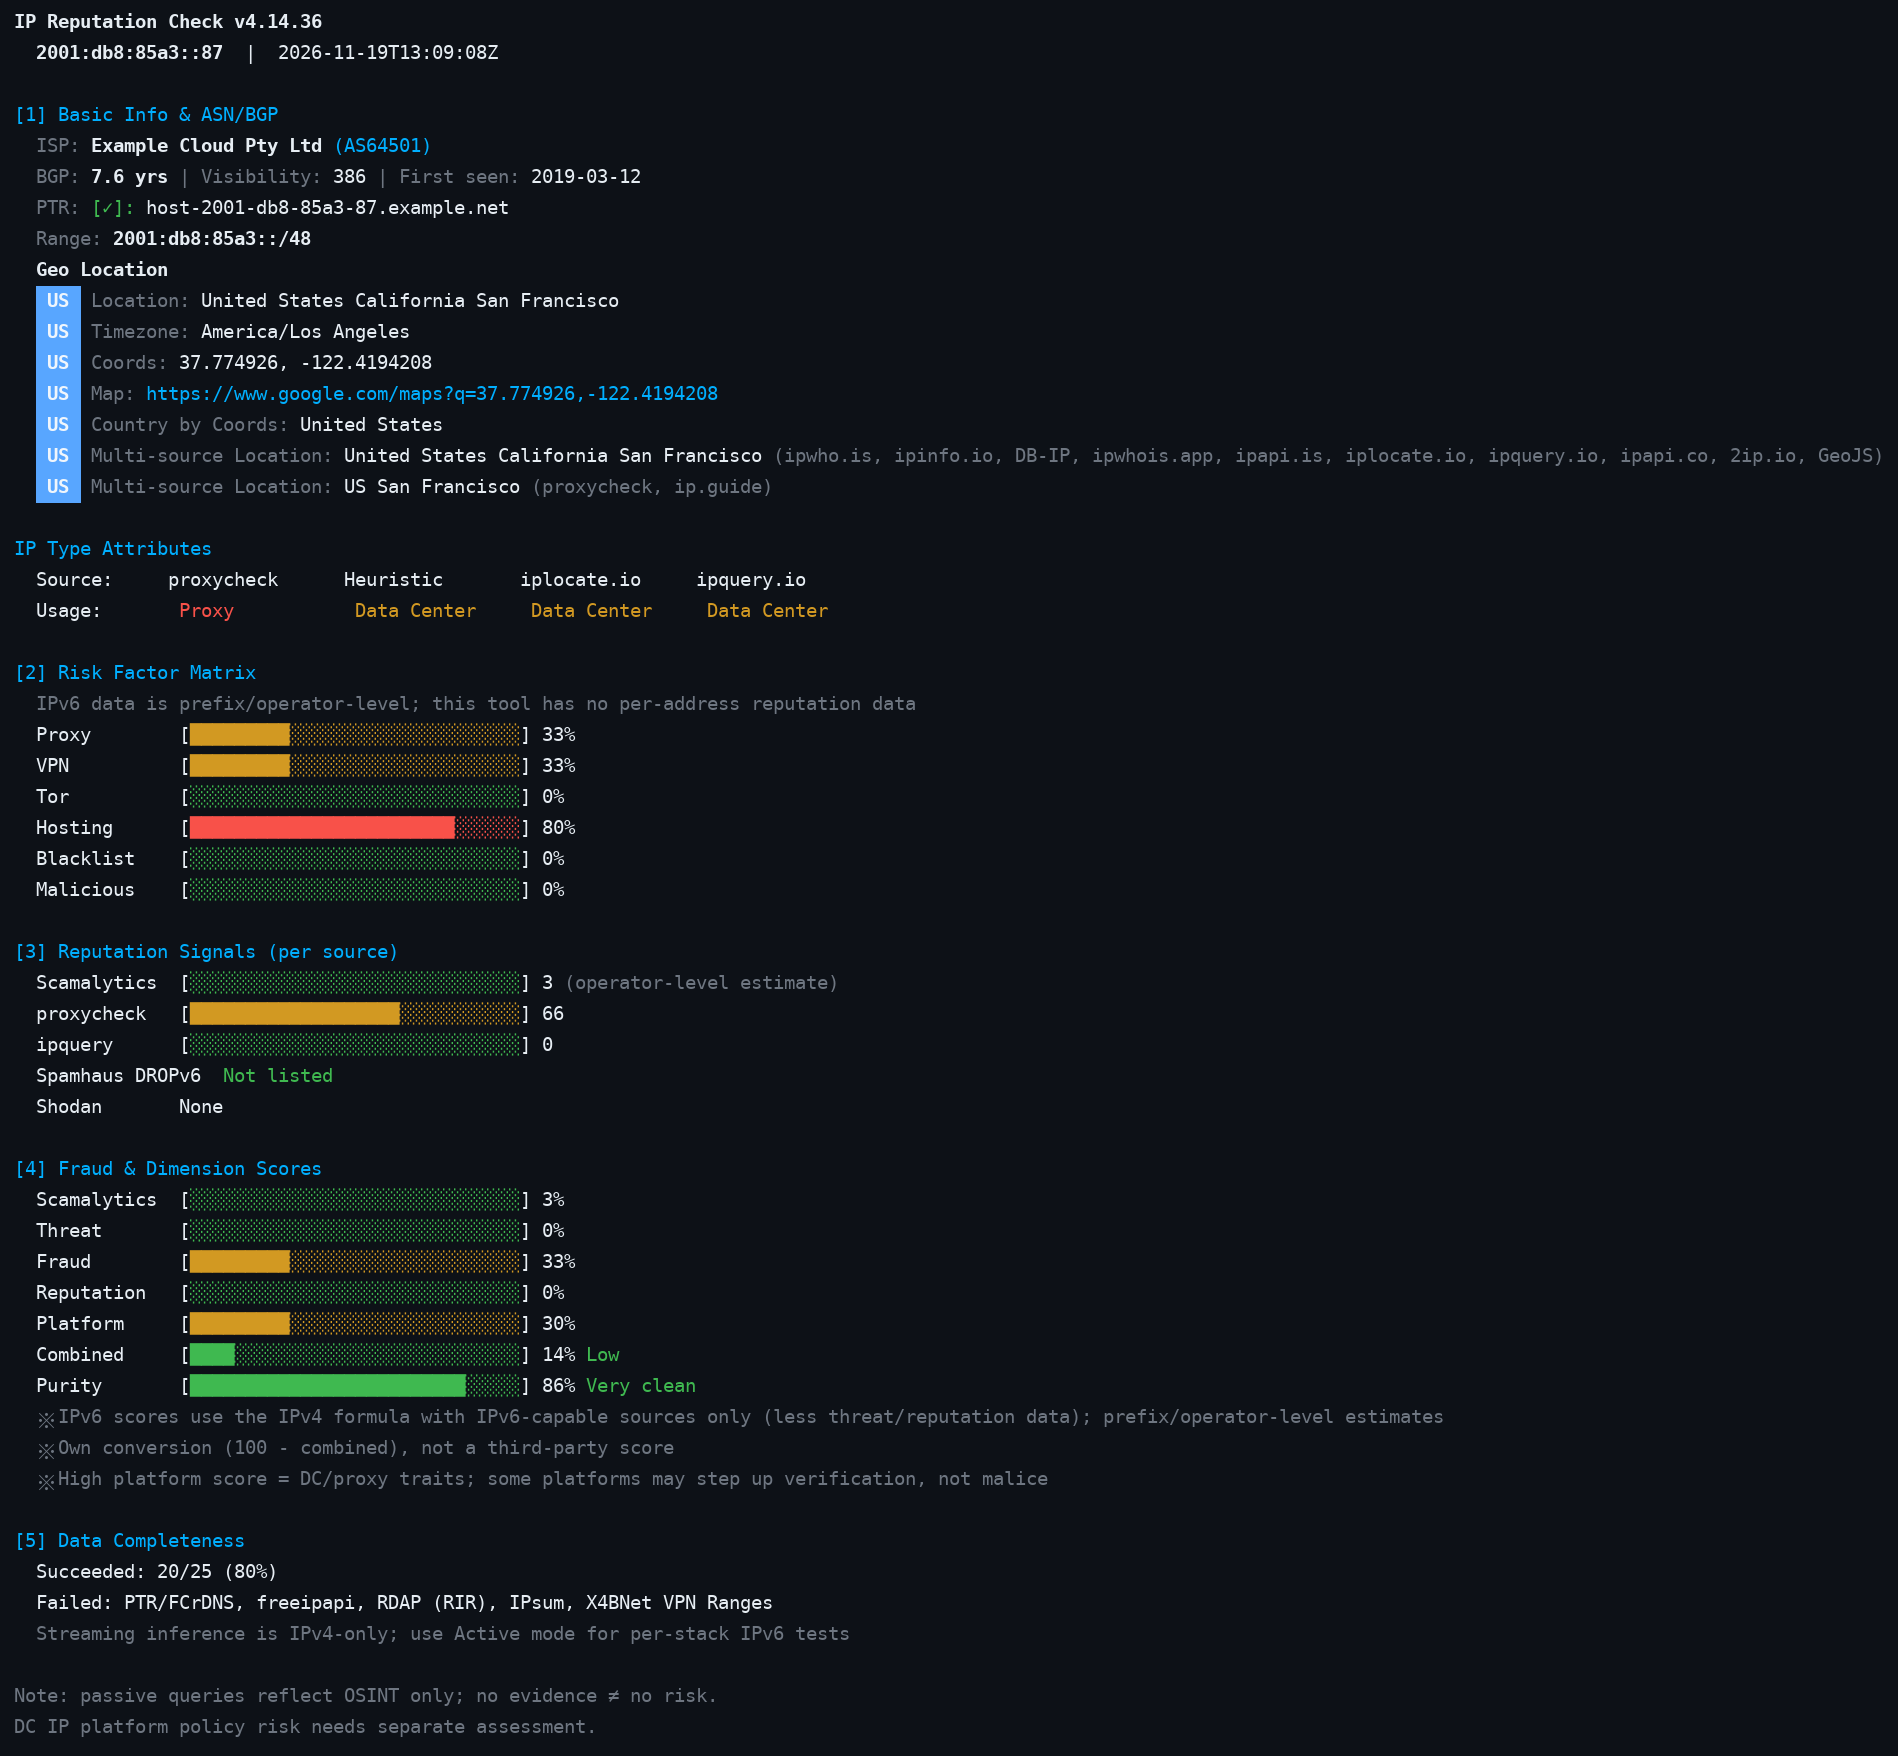 IP Reputation Check v4.14.36
2001:db8:85a3::87  |  2026-11-19T13:09:08Z
[1] Basic Info & ASN/BGP
ISP: Example Cloud Pty Ltd (AS64501)
BGP: 7.6 yrs | Visibility: 386 | First seen: 2019-03-12
PTR: [✓]: host-2001-db8-85a3-87.example.net
Range: 2001:db8:85a3::/48
Geo Location
US Location: United States California San Francisco
US Timezone: America/Los Angeles
US Coords: 37.774926, -122.4194208
US Map: https://www.google.com/maps?q=37.774926,-122.4194208
US Country by Coords: United States
US Multi-source Location: United States California San Francisco (ipwho.is, ipinfo.io, DB-IP, ipwhois.app, ipapi.is, iplocate.io, ipquery.io, ipapi.co, 2ip.io, GeoJS)
US Multi-source Location: US San Francisco (proxycheck, ip.guide)
IP Type Attributes
Source:     proxycheck      Heuristic       iplocate.io     ipquery.io
Usage:       Proxy           Data Center     Data Center     Data Center
[2] Risk Factor Matrix
IPv6 data is prefix/operator-level; this tool has no per-address reputation data
Proxy [] 33%
VPN [] 33%
Tor [] 0%
Hosting [] 80%
Blacklist [] 0%
Malicious [] 0%
[3] Reputation Signals (per source)
Scamalytics [] 3 (operator-level estimate)
proxycheck [] 66
ipquery [] 0
Spamhaus DROPv6  Not listed
Shodan       None
[4] Fraud & Dimension Scores
Scamalytics [] 3%
Threat [] 0%
Fraud [] 33%
Reputation [] 0%
Platform [] 30%
Combined [] 14% Low
Purity [] 86% Very clean
※IPv6 scores use the IPv4 formula with IPv6-capable sources only (less threat/reputation data); prefix/operator-level estimates
※Own conversion (100 - combined), not a third-party score
※High platform score = DC/proxy traits; some platforms may step up verification, not malice
[5] Data Completeness
Succeeded: 20/25 (80%)
Failed: PTR/FCrDNS, freeipapi, RDAP (RIR), IPsum, X4BNet VPN Ranges
Streaming inference is IPv4-only; use Active mode for per-stack IPv6 tests
Note: passive queries reflect OSINT only; no evidence ≠ no risk.
DC IP platform policy risk needs separate assessment.